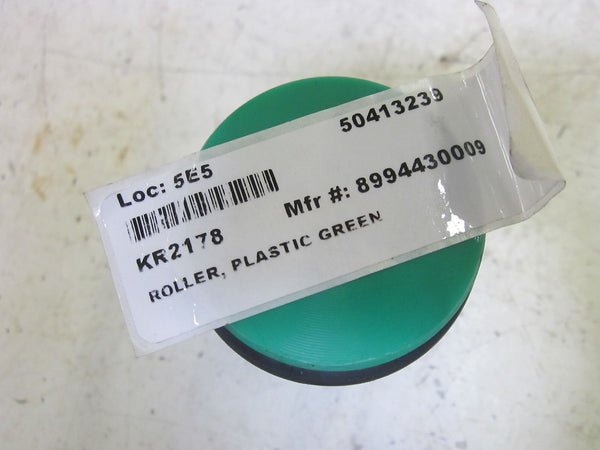 50413239
Loc: 5E5
Mfr #: 8994430009
KR2178
ROLLER, PLASTIC GREEN